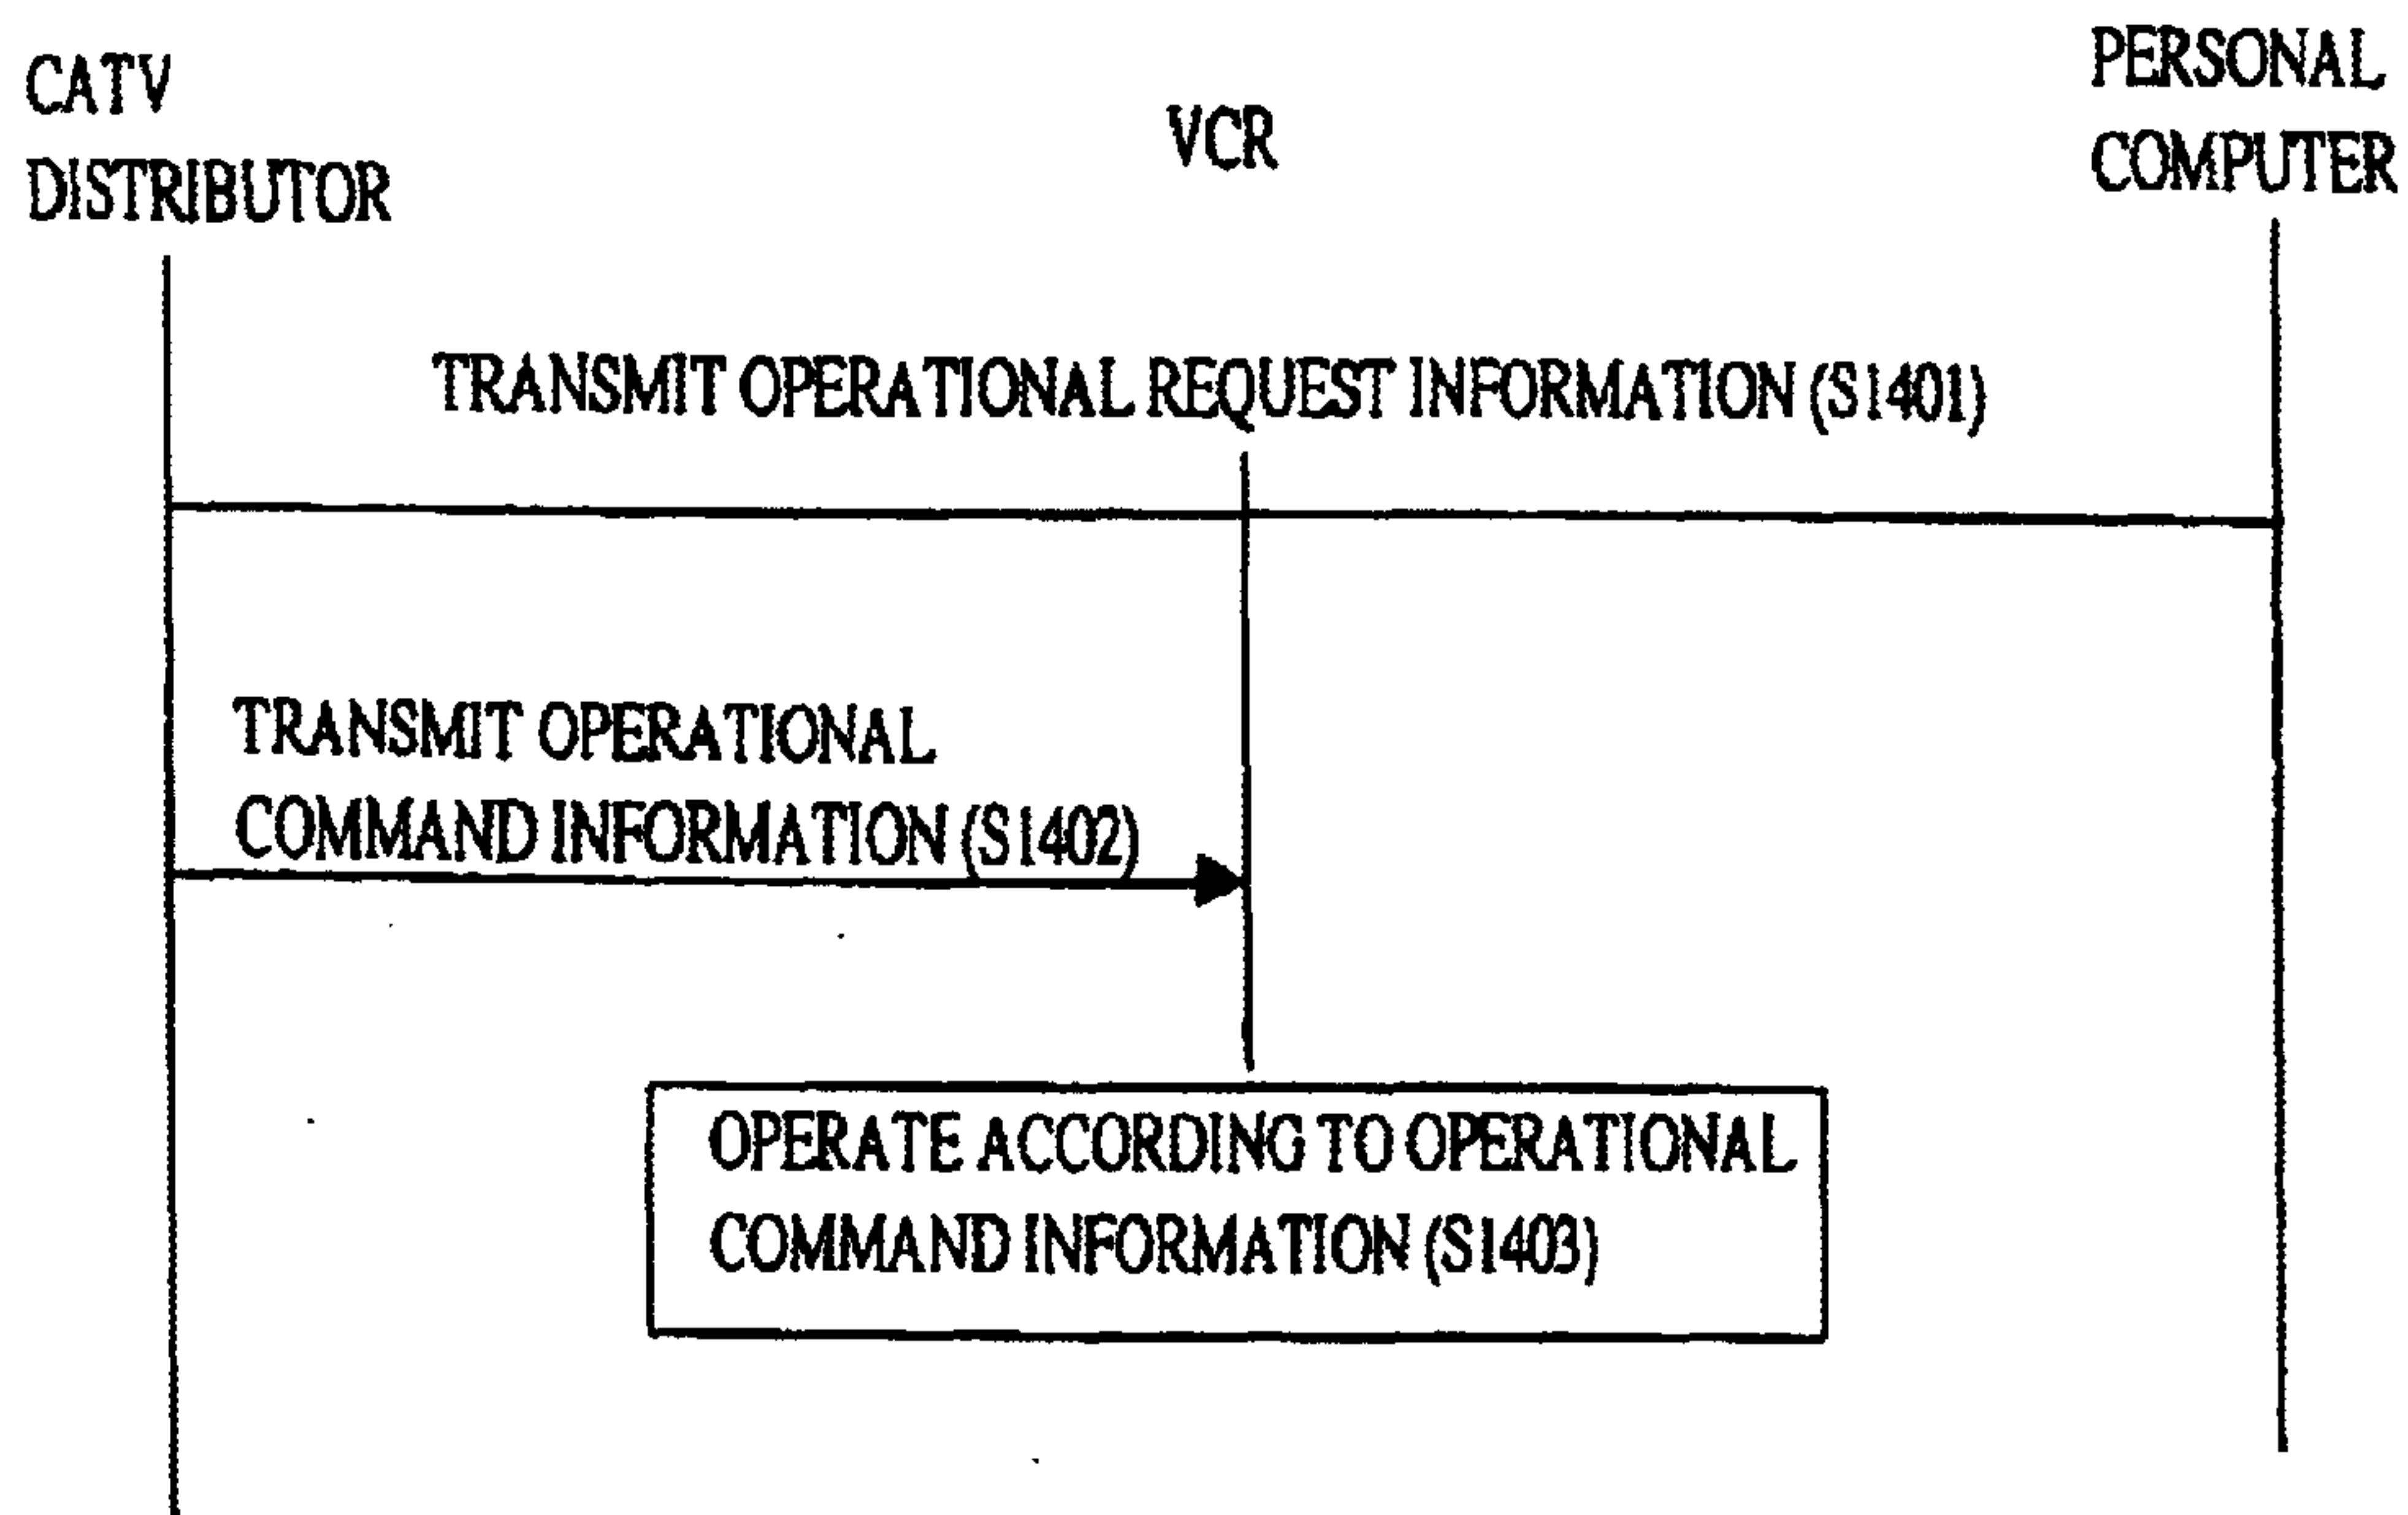 CATV
DISTRIBUTOR
VCR
PERSONAL
COMPUTER
TRANSMIT OPERATIONAL REQUEST INFORMATION (S1401)
TRANSMIT OPERATIONAL
COMMAND INFORMATION (S1402)
OPERATE ACCORDING TO OPERATIONAL
COMMAND INFORMATION (S1403)